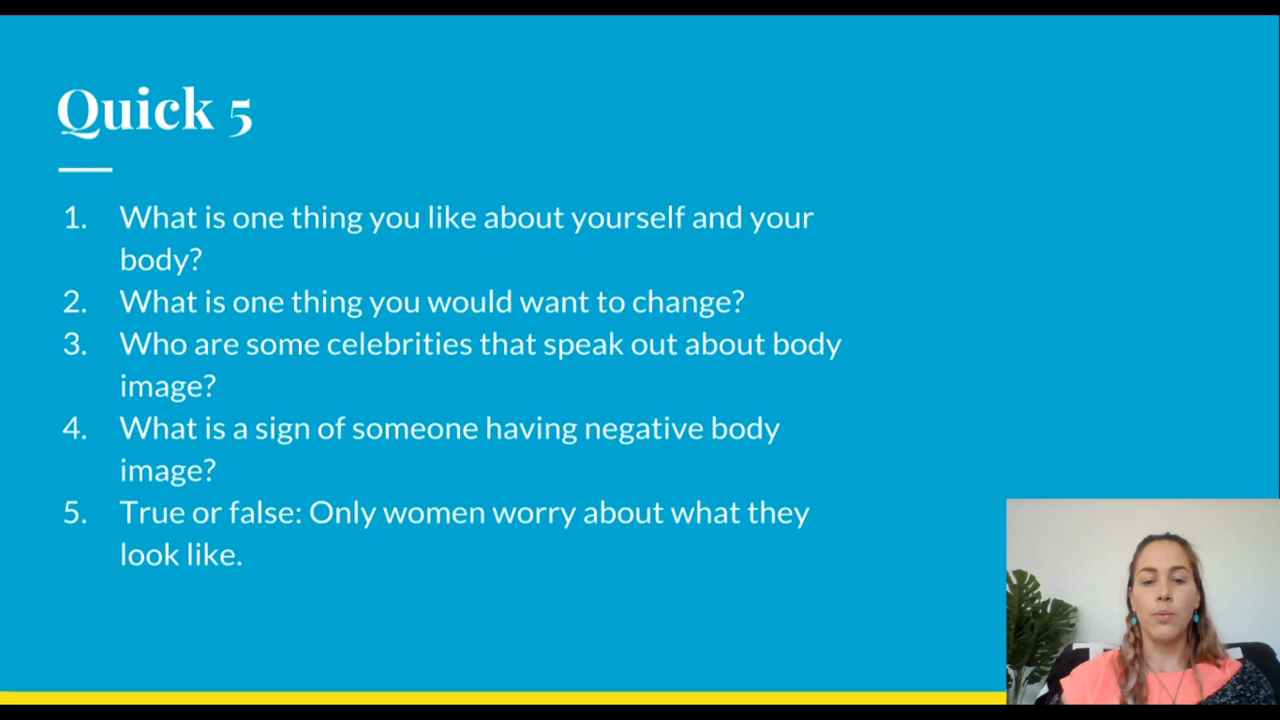 Quick 5
1. What is one thing you like about yourself and your
body?
2. What is one thing you would want to change?
3. Who are some celebrities that speak out about body
image?
4. What is a sign of someone having negative body
image?
5. True or false: Only women worry about what they
look like.